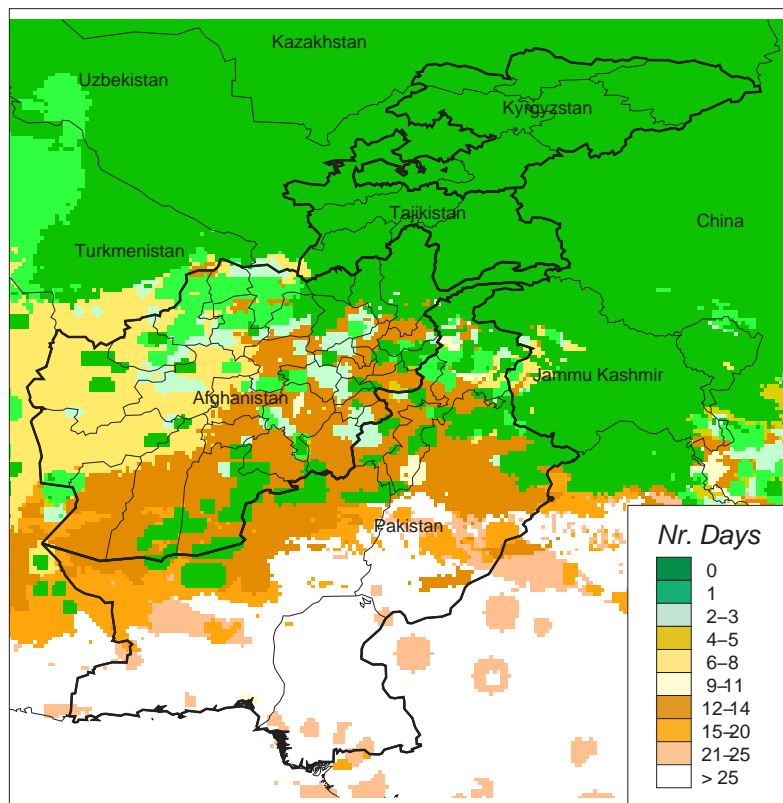 Kazakhstan
Uzbekistan
Kyrgyzstan
Tajikistan
China
Turkmenistan
Jammu Kashmir
Afghanistan
Pakistan
Nr. Days
0
1
2–3
4–5
6–8
9–11
12–14
15–20
21–25
> 25